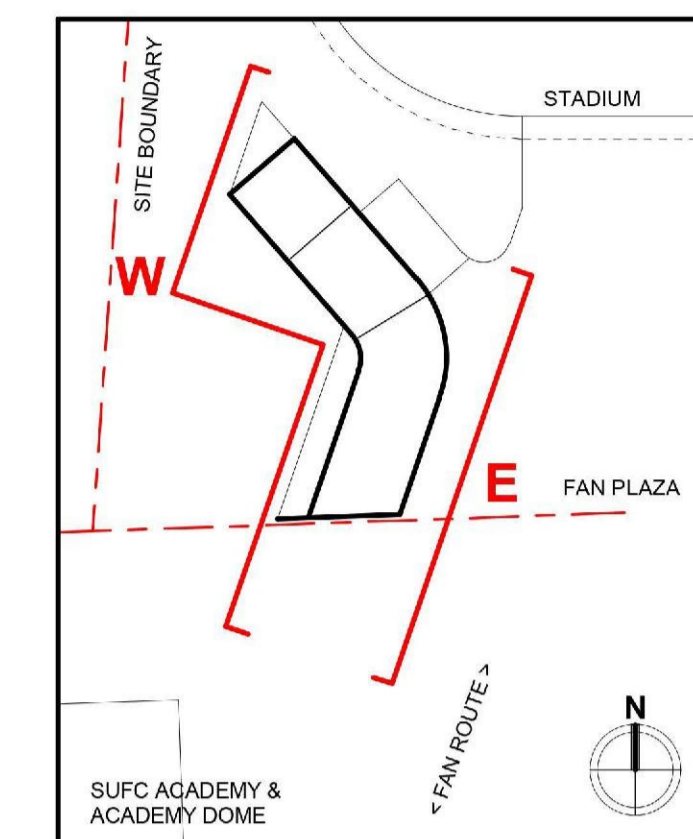 STADIUM
SITE BOUNDARY
W
E
FAN PLAZA
< FAN ROUTE >
N
SUFC ACADEMY &
ACADEMY DOME